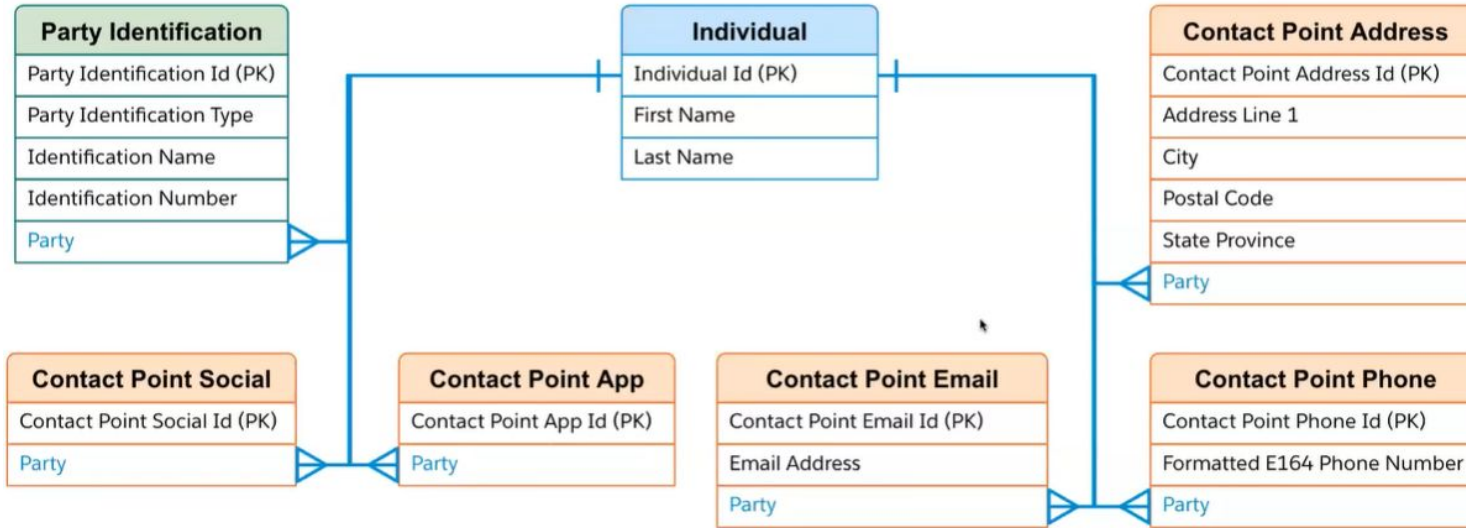 Party Identification
Party Identification Id (PK)
Party Identification Type
Identification Name
Identification Number
Party
Individual
Individual Id (PK)
First Name
Last Name
Contact Point Address
Contact Point Address Id (PK)
Address Line 1
City
Postal Code
State Province
Party
Contact Point Social
Contact Point Social Id (PK)
Party
Contact Point App
Contact Point App Id (PK)
Party
Contact Point Email
Contact Point Email Id (PK)
Email Address
Party
Contact Point Phone
Contact Point Phone Id (PK)
Formatted E164 Phone Number
Party